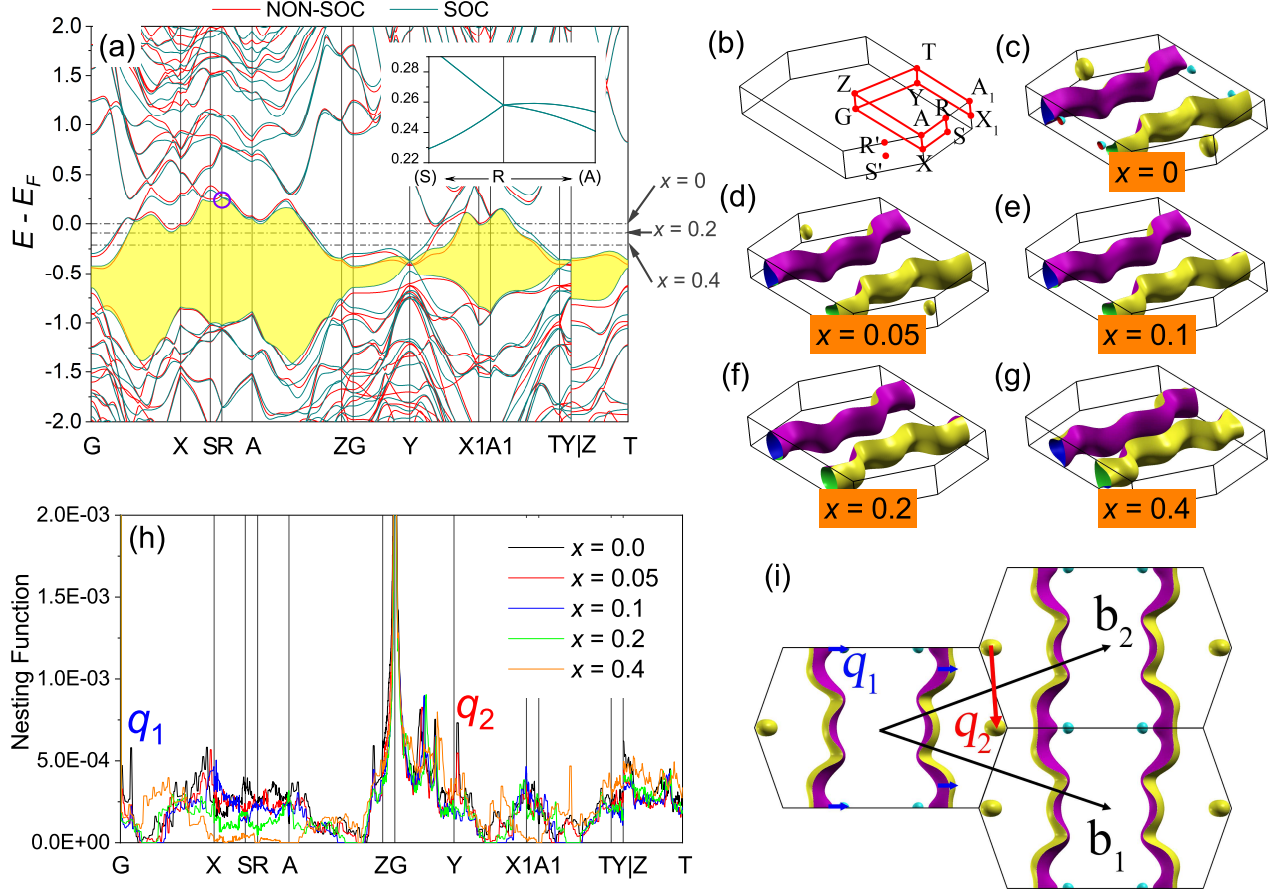 NON-SOC SOC
(a)
E - E_F
2.0
1.5
1.0
0.5
0.0
-0.5
-1.0
-1.5
-2.0
0.28
0.26
0.24
0.22
(S) R (A)
x = 0
x = 0.2
x = 0.4
G X SR A ZG Y X1A1 TY|Z T
(b)
T
Z
Y
A₁
G
A
R
X₁
R'
S
S'
X
(c)
x = 0
(d)
x = 0.05
(e)
x = 0.1
(f)
x = 0.2
(g)
x = 0.4
(h)
Nesting Function
2.0E-03
1.5E-03
1.0E-03
5.0E-04
0.0E+00
x = 0.0
x = 0.05
x = 0.1
x = 0.2
x = 0.4
q₁
q₂
G X SR A ZG Y X1A1 TY|Z T
(i)
b₂
q₁
q₂
b₁